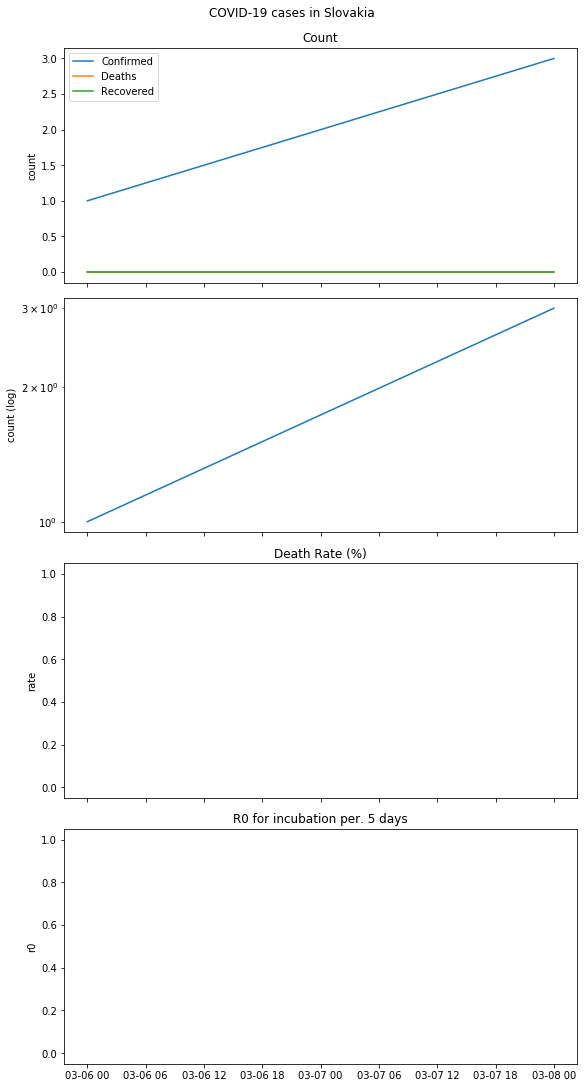 COVID-19 cases in Slovakia
Count
Confirmed
Deaths
Recovered
3.0
2.5
2.0
1.5
1.0
0.5
0.0
count
3 × 10⁰
2 × 10⁰
10⁰
count (log)
Death Rate (%)
1.0
0.8
0.6
0.4
0.2
0.0
rate
R0 for incubation per. 5 days
1.0
0.8
0.6
0.4
0.2
0.0
r0
03-06 00 03-06 06 03-06 12 03-06 18 03-07 00 03-07 06 03-07 12 03-07 18 03-08 00